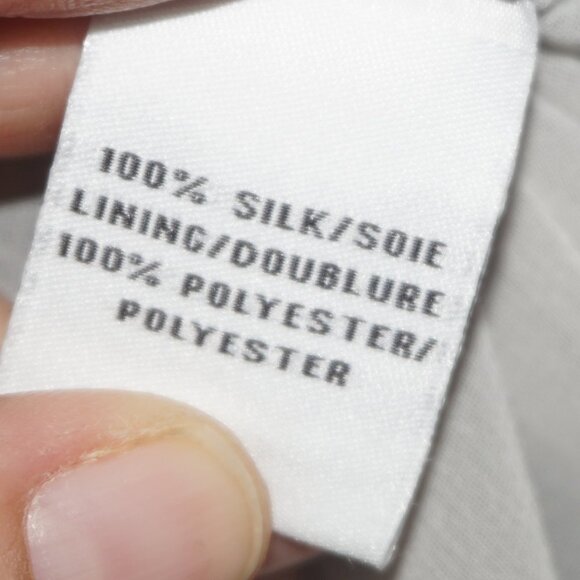 100% SILK/SOIE
LINING/DOUBLURE
100% POLYESTER/
POLYESTER